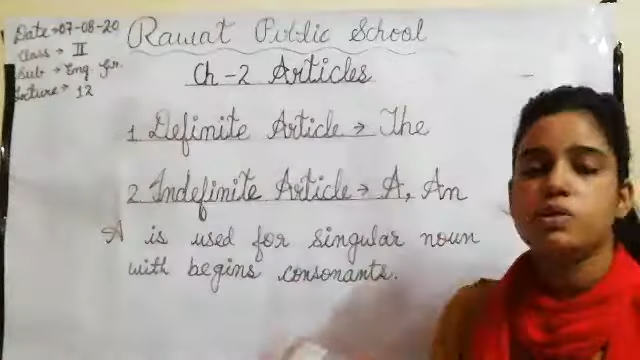 Date → 07-08-20
Class → II
Sub → Eng. Gr.
Lecture → 12
Rawat Public School
Ch-2 Articles
1 Definite Article → The
2. Indefinite Article → A, An
A is used for singular noun
with begins consonants.